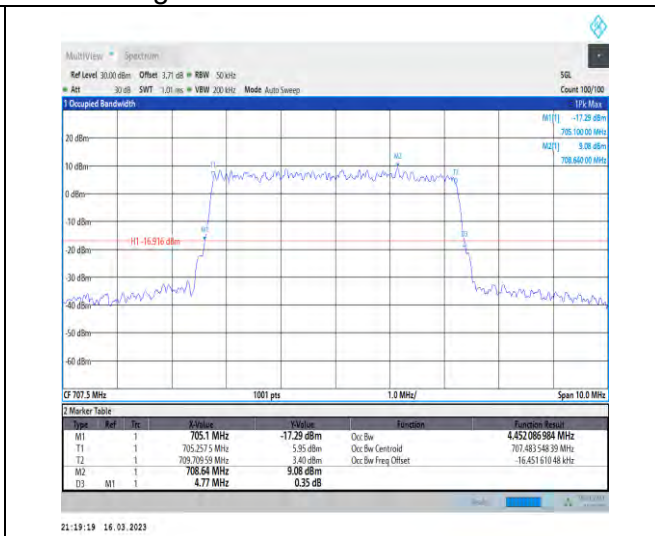 MultiView Spectrum
Ref Level 30.00 dBm Offset 3.71 dB RBW 50 kHz SGL
Att 30 dB SWT 1.01 ms VBW 200 kHz Mode Auto Sweep Count 100/100
1 Occupied Bandwidth 1Pk Max
M1[1] -17.29 dBm
705.100 00 MHz
M2[1] 9.08 dBm
708.640 00 MHz
20 dBm
10 dBm
0 dBm
-10 dBm
-20 dBm
-30 dBm
-40 dBm
-50 dBm
-60 dBm
T1
M2
T2
M1
D3
H1 -16.916 dBm
CF 707.5 MHz 1001 pts 1.0 MHz/ Span 10.0 MHz
2 Marker Table
Type Ref Trc X-Value Y-Value Function Function Result
M1 1 705.1 MHz -17.29 dBm Occ Bw 4.452 086 984 MHz
T1 1 705.257 5 MHz 5.95 dBm Occ Bw Centroid 707.483 548 39 MHz
T2 1 709.709 59 MHz 3.40 dBm Occ Bw Freq Offset -16.451 610 48 kHz
M2 1 708.64 MHz 9.08 dBm
D3 M1 1 4.77 MHz 0.35 dB
21:19:19 16.03.2023